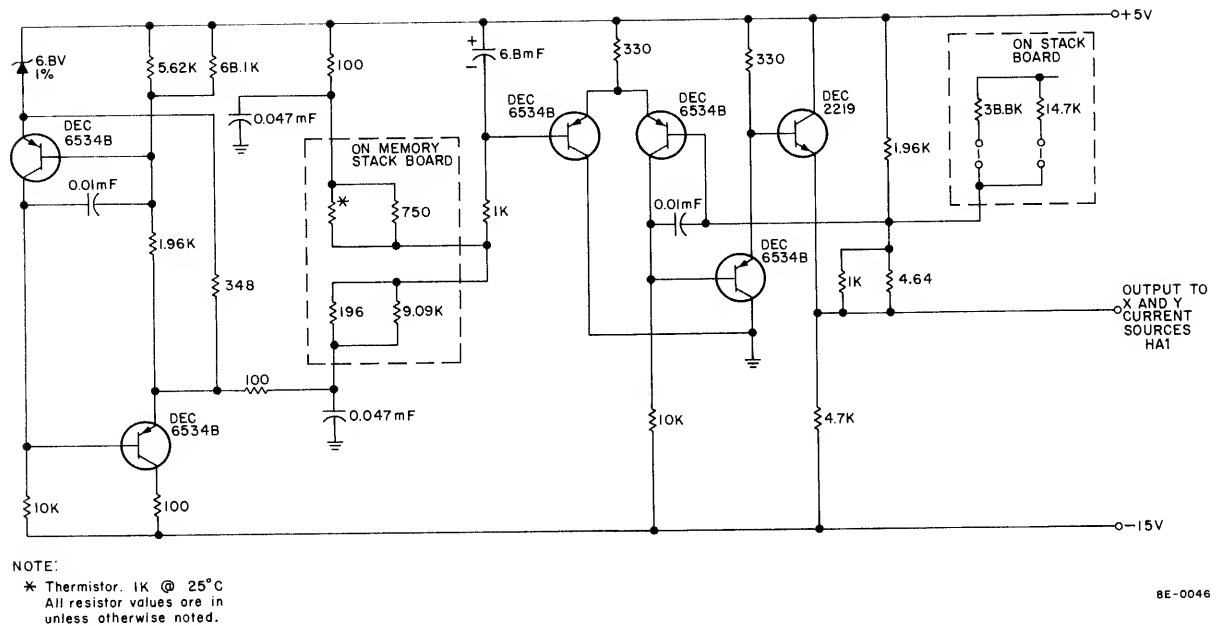 +5V
6.8V
1%
5.62K
68.1K
100
+
6.8mF
-
330
330
ON STACK
BOARD
DEC
6534B
0.047mF
DEC
6534B
DEC
6534B
DEC
2219
38.8K
14.7K
ON MEMORY
STACK BOARD
1.96K
0.01mF
*
750
1K
0.01mF
1.96K
DEC
6534B
348
196
9.09K
1K
4.64
OUTPUT TO
X AND Y
CURRENT
SOURCES
HA1
100
0.047mF
DEC
6534B
10K
4.7K
10K
100
-15V
NOTE:
* Thermistor. 1K @ 25°C
All resistor values ore in
unless otherwise noted.
8E-0046